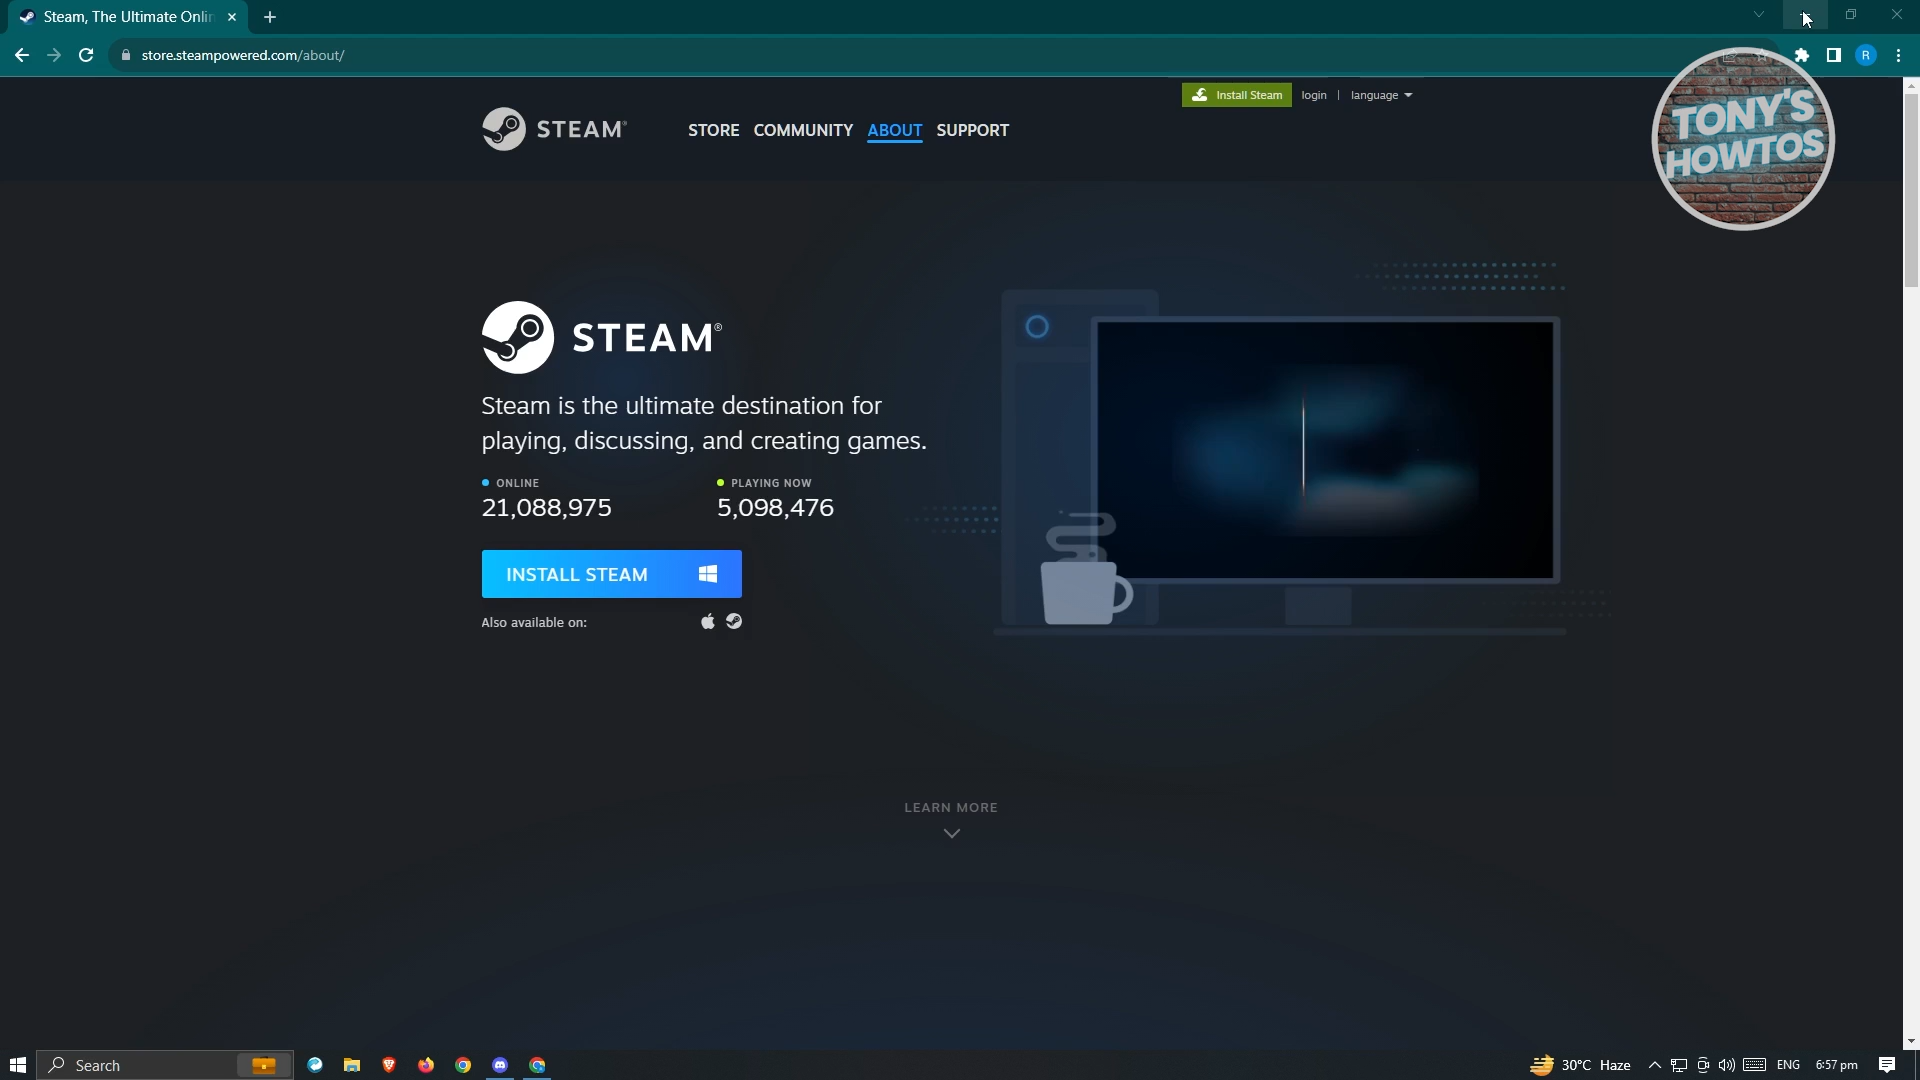 Steam, The Ultimate Onli
store.steampowered.com/about/
R
Install Steam
login | language
STEAM®
STORE
COMMUNITY
ABOUT
SUPPORT
TONY'S
HOWTOS
STEAM®
Steam is the ultimate destination for
playing, discussing, and creating games.
ONLINE
PLAYING NOW
21,088,975
5,098,476
INSTALL STEAM
Also available on:
LEARN MORE
Search
30°C Haze
ENG
6:57 pm